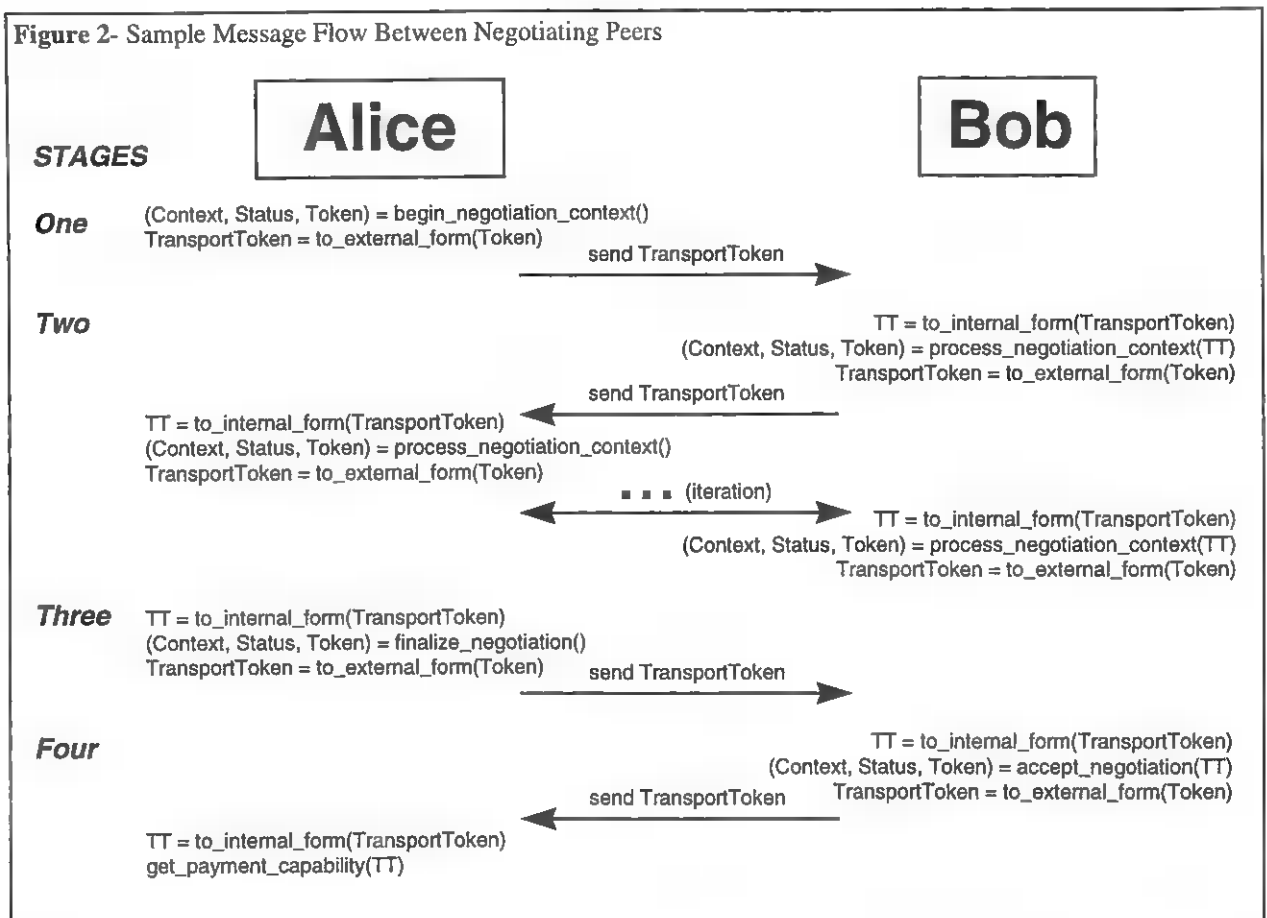 Figure 2- Sample Message Flow Between Negotiating Peers
Alice
Bob
STAGES
One
(Context, Status, Token) = begin_negotiation_context()
TransportToken = to_external_form(Token)
send TransportToken
Two
TT = to_internal_form(TransportToken)
(Context, Status, Token) = process_negotiation_context(TT)
TransportToken = to_external_form(Token)
send TransportToken
TT = to_internal_form(TransportToken)
(Context, Status, Token) = process_negotiation_context()
TransportToken = to_external_form(Token)
... (iteration)
TT = to_internal_form(TransportToken)
(Context, Status, Token) = process_negotiation_context(TT)
TransportToken = to_external_form(Token)
Three
TT = to_internal_form(TransportToken)
(Context, Status, Token) = finalize_negotiation()
TransportToken = to_external_form(Token)
send TransportToken
Four
TT = to_internal_form(TransportToken)
(Context, Status, Token) = accept_negotiation(TT)
TransportToken = to_external_form(Token)
send TransportToken
TT = to_internal_form(TransportToken)
get_payment_capability(TT)